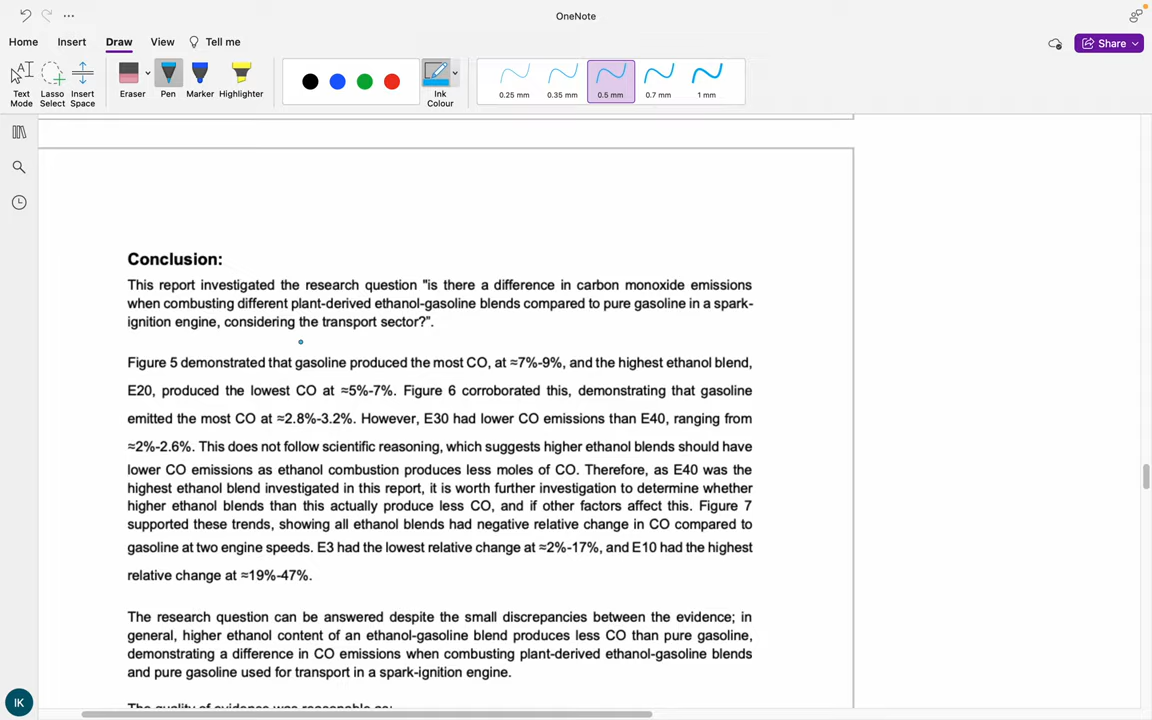 OneNote
Home Insert Draw View Tell me
Share
Text Mode
Lasso Select
Insert Space
Eraser
Pen
Marker
Highlighter
Ink Colour
0.25 mm
0.35 mm
0.5 mm
0.7 mm
1 mm
Conclusion:
This report investigated the research question "is there a difference in carbon monoxide emissions
when combusting different plant-derived ethanol-gasoline blends compared to pure gasoline in a spark-
ignition engine, considering the transport sector?".
Figure 5 demonstrated that gasoline produced the most CO, at ≈7%-9%, and the highest ethanol blend,
E20, produced the lowest CO at ≈5%-7%. Figure 6 corroborated this, demonstrating that gasoline
emitted the most CO at ≈2.8%-3.2%. However, E30 had lower CO emissions than E40, ranging from
≈2%-2.6%. This does not follow scientific reasoning, which suggests higher ethanol blends should have
lower CO emissions as ethanol combustion produces less moles of CO. Therefore, as E40 was the
highest ethanol blend investigated in this report, it is worth further investigation to determine whether
higher ethanol blends than this actually produce less CO, and if other factors affect this. Figure 7
supported these trends, showing all ethanol blends had negative relative change in CO compared to
gasoline at two engine speeds. E3 had the lowest relative change at ≈2%-17%, and E10 had the highest
relative change at ≈19%-47%.
The research question can be answered despite the small discrepancies between the evidence; in
general, higher ethanol content of an ethanol-gasoline blend produces less CO than pure gasoline,
demonstrating a difference in CO emissions when combusting plant-derived ethanol-gasoline blends
and pure gasoline used for transport in a spark-ignition engine.
The quality of evidence was reasonable as:
IK